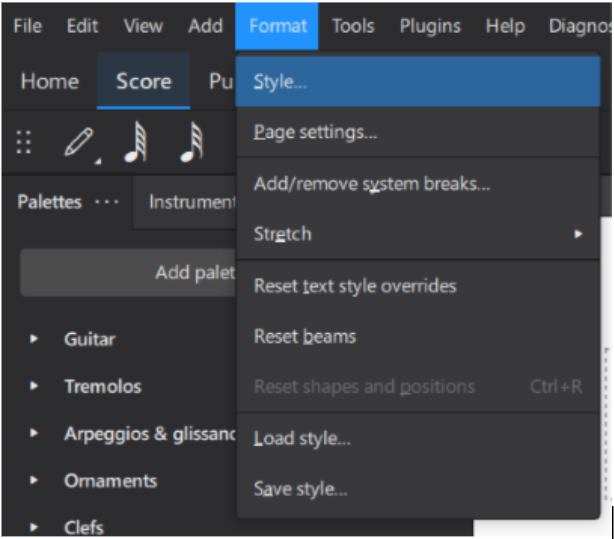 File Edit View Add Format Tools Plugins Help Diagnos
Home Score Pu
Style...
Page settings...
Add/remove system breaks...
Palettes ··· Instrument
Stretch
Add palet
Reset text style overrides
Guitar
Reset beams
Tremolos
Reset shapes and positions Ctrl+R
Arpeggios & glissand
Load style...
Ornaments
Save style...
Clefs